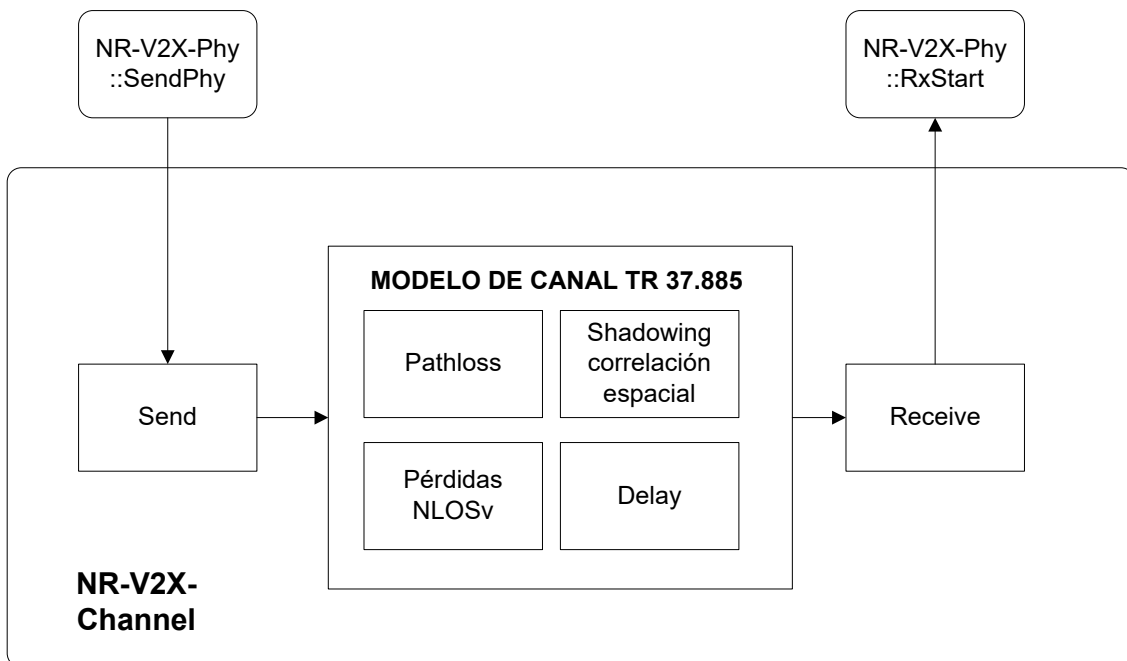 NR-V2X-Phy
::SendPhy
NR-V2X-Phy
::RxStart
MODELO DE CANAL TR 37.885
Pathloss
Shadowing
correlación
espacial
Send
Receive
Pérdidas
NLOSv
Delay
NR-V2X-
Channel